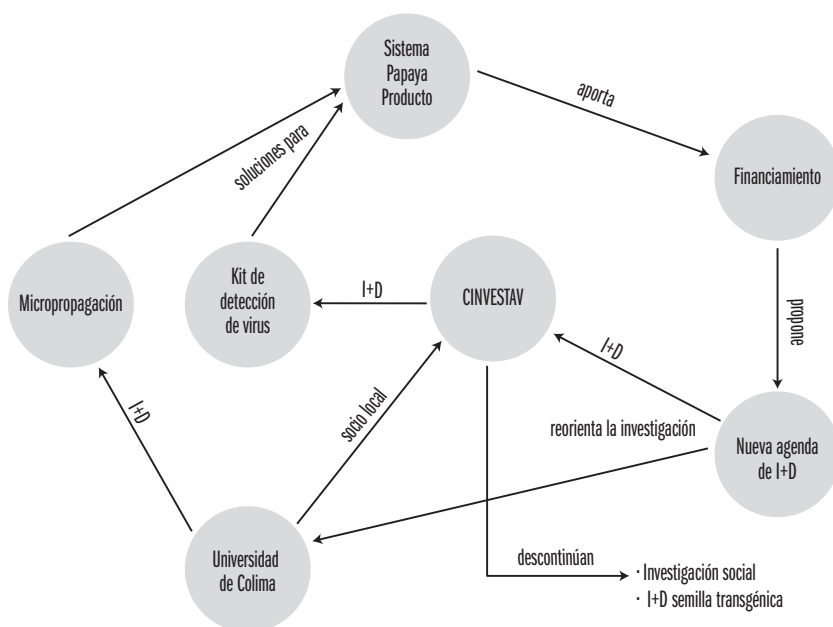 Sistema
Papaya
Producto
aporta
soluciones para
Financiamiento
Micropropagación
Kit de
detección
de virus
I+D
CINVESTAV
propone
I+D
I+D
socio local
reorienta la investigación
Nueva agenda
de I+D
Universidad
de Colima
descontinúan
· Investigación social
· I+D semilla transgénica